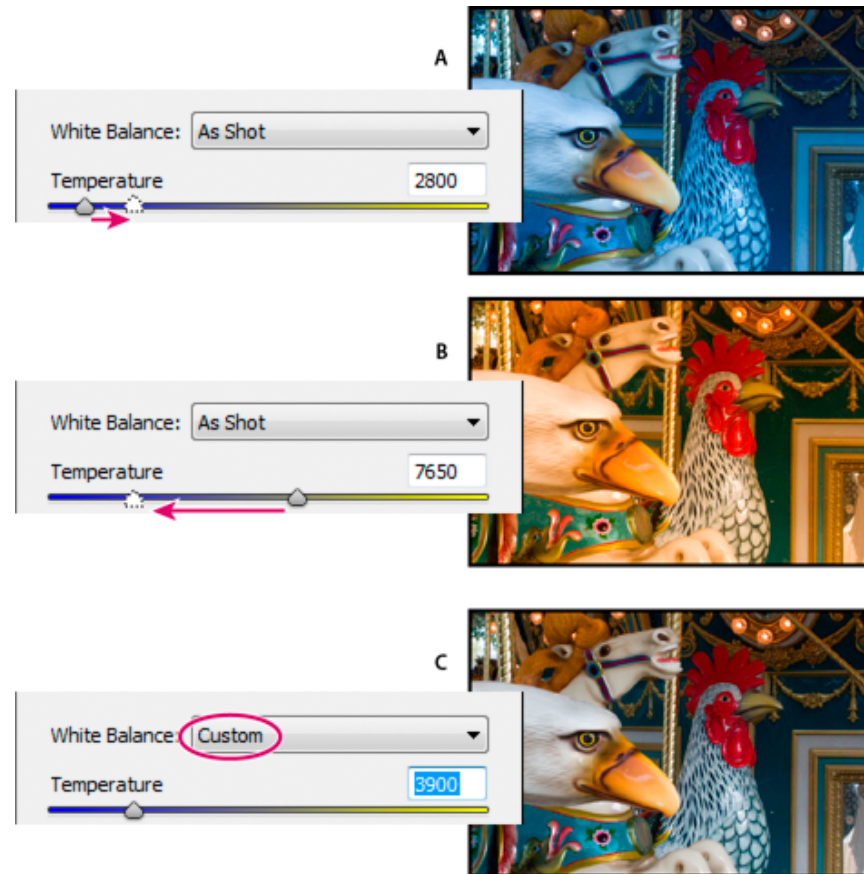 A
White Balance: As Shot
Temperature 2800
B
White Balance: As Shot
Temperature 7650
C
White Balance: Custom
Temperature 3900